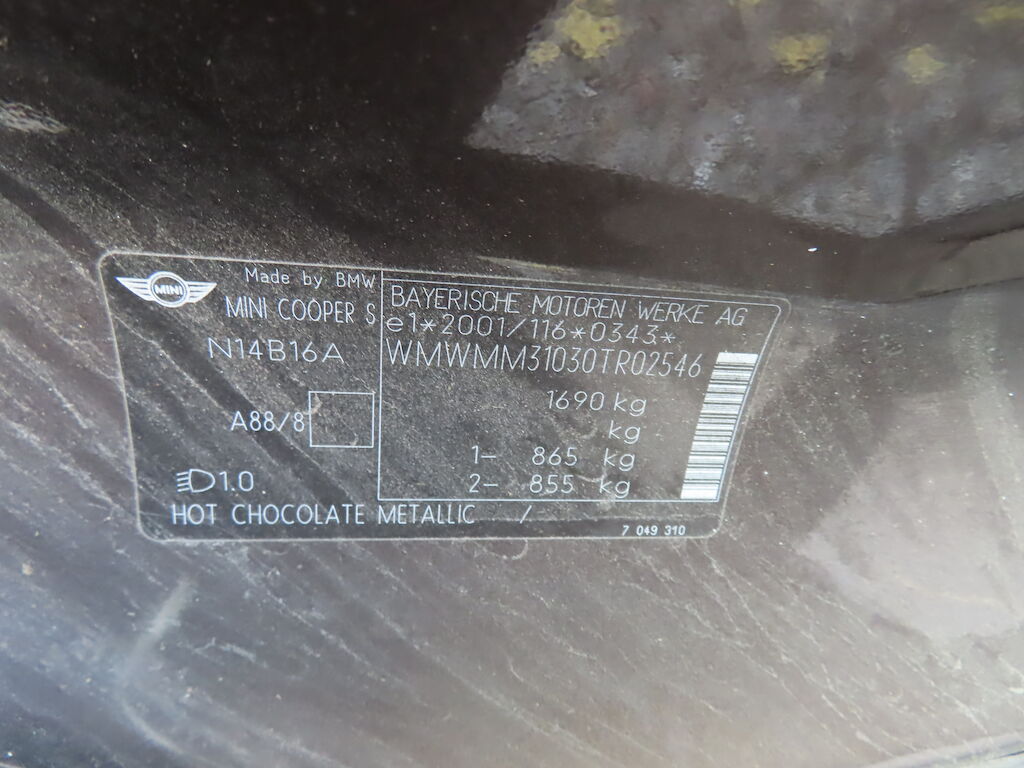 MINI
Made by BMW
MINI COOPER S
N14B16A
A88/8
1.0
BAYERISCHE MOTOREN WERKE AG
e1*2001/116*0343*
WMWMM31030TR02546
1690 kg
kg
1- 865 kg
2- 855 kg
HOT CHOCOLATE METALLIC /
7 049 310